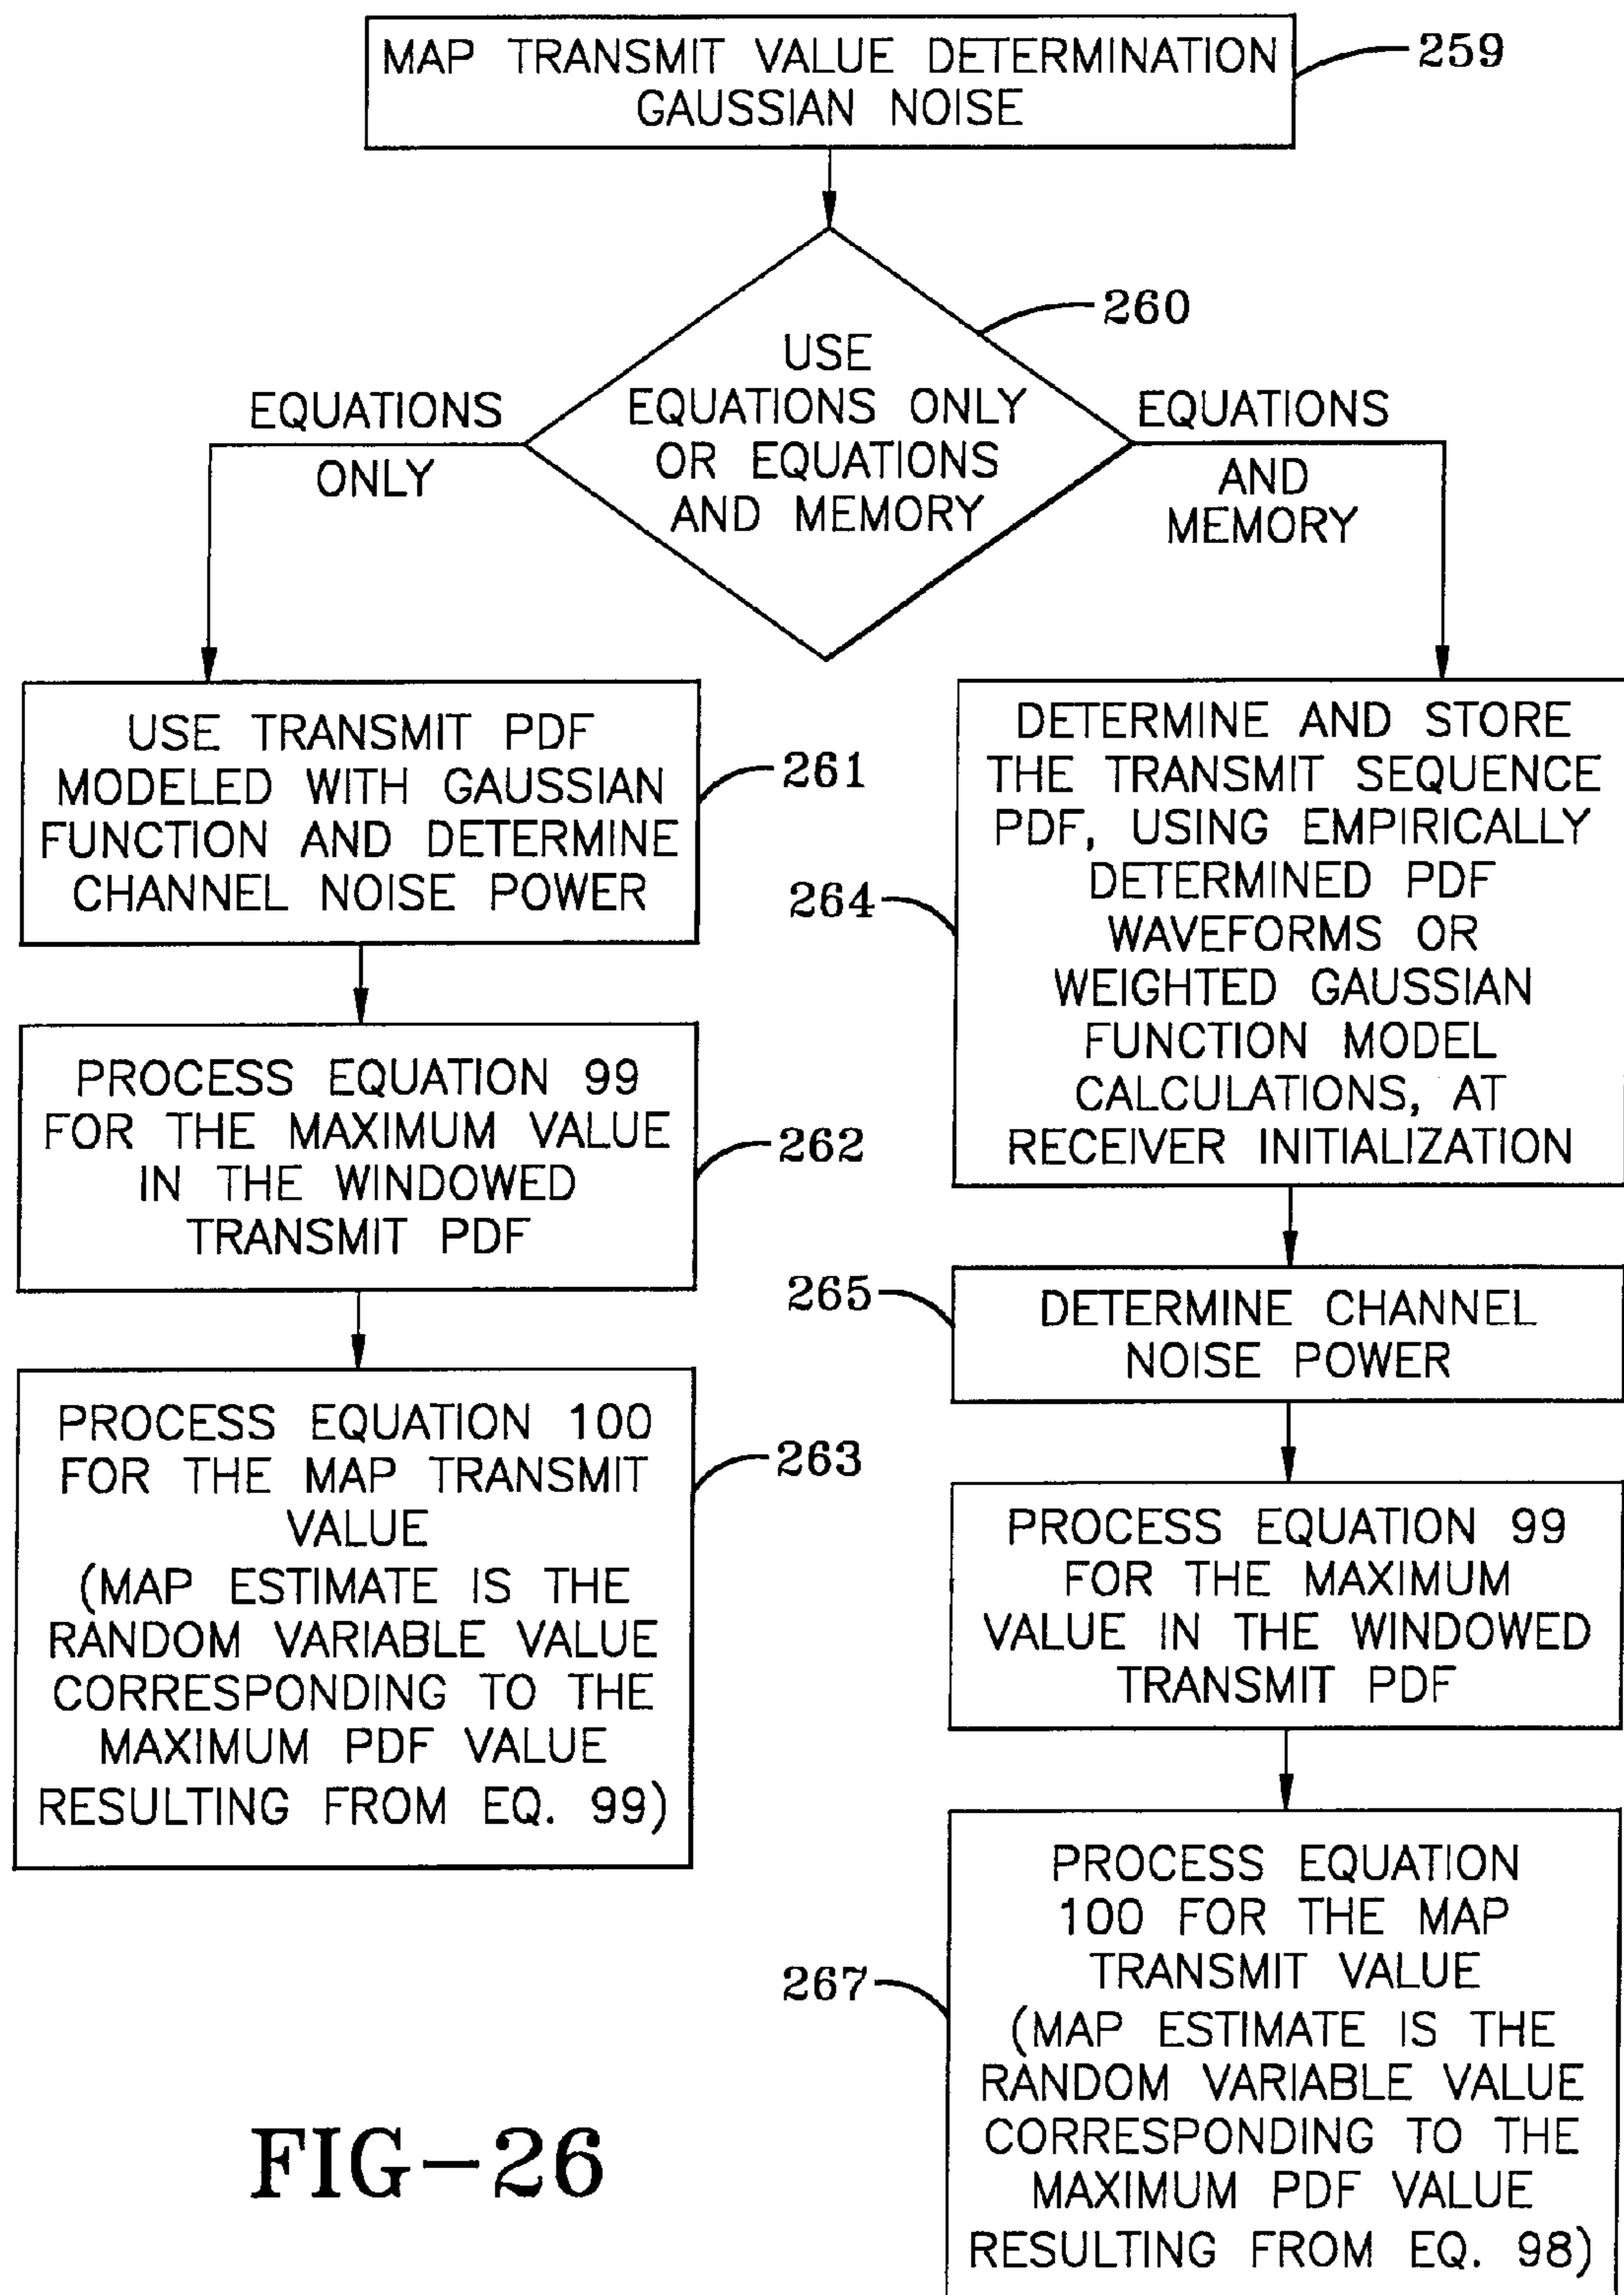 MAP TRANSMIT VALUE DETERMINATION
GAUSSIAN NOISE
259
260
USE
EQUATIONS ONLY
OR EQUATIONS
AND MEMORY
EQUATIONS
ONLY
EQUATIONS
AND
MEMORY
USE TRANSMIT PDF
MODELED WITH GAUSSIAN
FUNCTION AND DETERMINE
CHANNEL NOISE POWER
261
PROCESS EQUATION 99
FOR THE MAXIMUM VALUE
IN THE WINDOWED
TRANSMIT PDF
262
PROCESS EQUATION 100
FOR THE MAP TRANSMIT
VALUE
(MAP ESTIMATE IS THE
RANDOM VARIABLE VALUE
CORRESPONDING TO THE
MAXIMUM PDF VALUE
RESULTING FROM EQ. 99)
263
DETERMINE AND STORE
THE TRANSMIT SEQUENCE
PDF, USING EMPIRICALLY
DETERMINED PDF
WAVEFORMS OR
WEIGHTED GAUSSIAN
FUNCTION MODEL
CALCULATIONS, AT
RECEIVER INITIALIZATION
264
DETERMINE CHANNEL
NOISE POWER
265
PROCESS EQUATION 99
FOR THE MAXIMUM
VALUE IN THE WINDOWED
TRANSMIT PDF
PROCESS EQUATION
100 FOR THE MAP
TRANSMIT VALUE
(MAP ESTIMATE IS THE
RANDOM VARIABLE VALUE
CORRESPONDING TO THE
MAXIMUM PDF VALUE
RESULTING FROM EQ. 98)
267
FIG-26